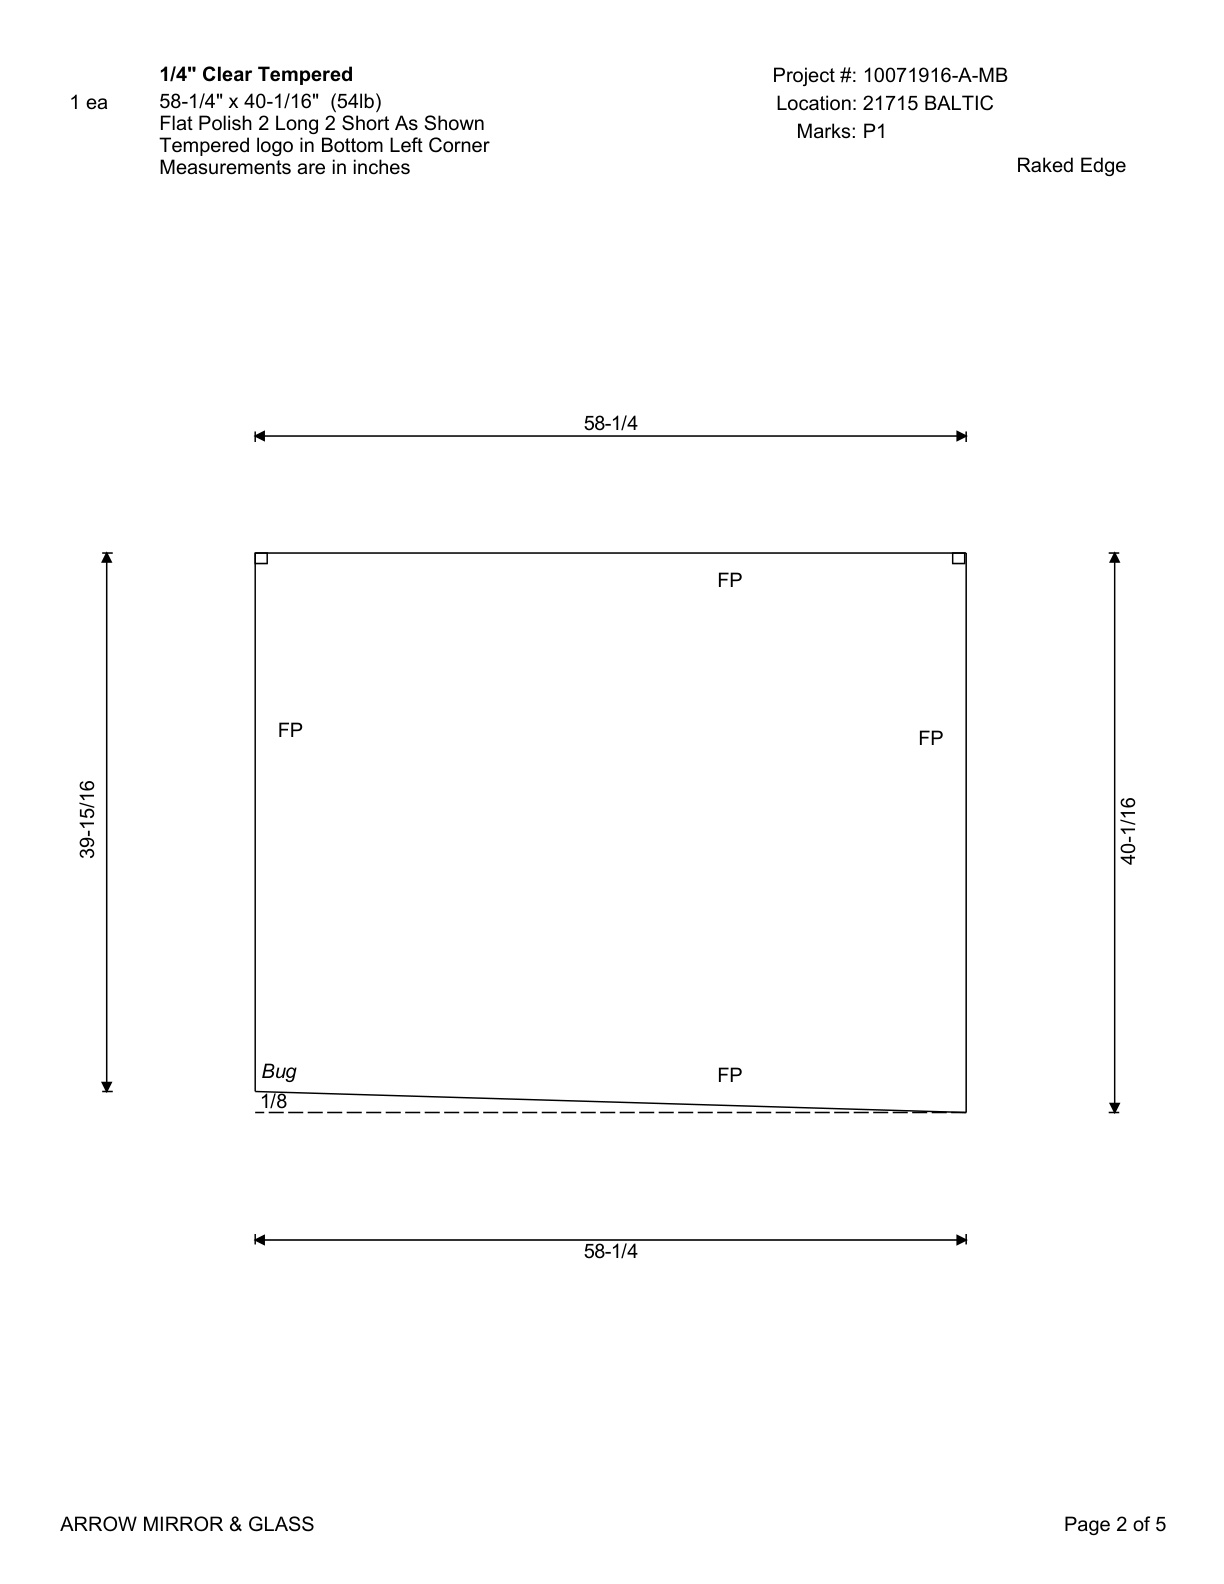 1/4" Clear Tempered
1 ea
58-1/4" x 40-1/16" (54lb)
Flat Polish 2 Long 2 Short As Shown
Tempered logo in Bottom Left Corner
Measurements are in inches
Project #: 10071916-A-MB
Location: 21715 BALTIC
Marks: P1
Raked Edge
58-1/4
FP
FP
FP
39-15/16
40-1/16
Bug
FP
1/8
58-1/4
ARROW MIRROR & GLASS
Page 2 of 5